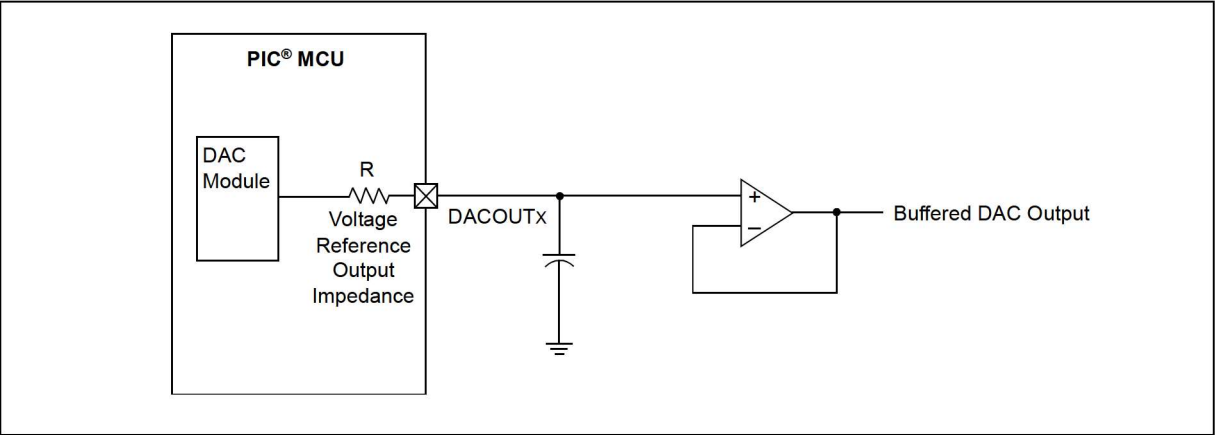 PIC® MCU
DAC
Module
R
Voltage
Reference
Output
Impedance
DACOUTX
+
–
Buffered DAC Output